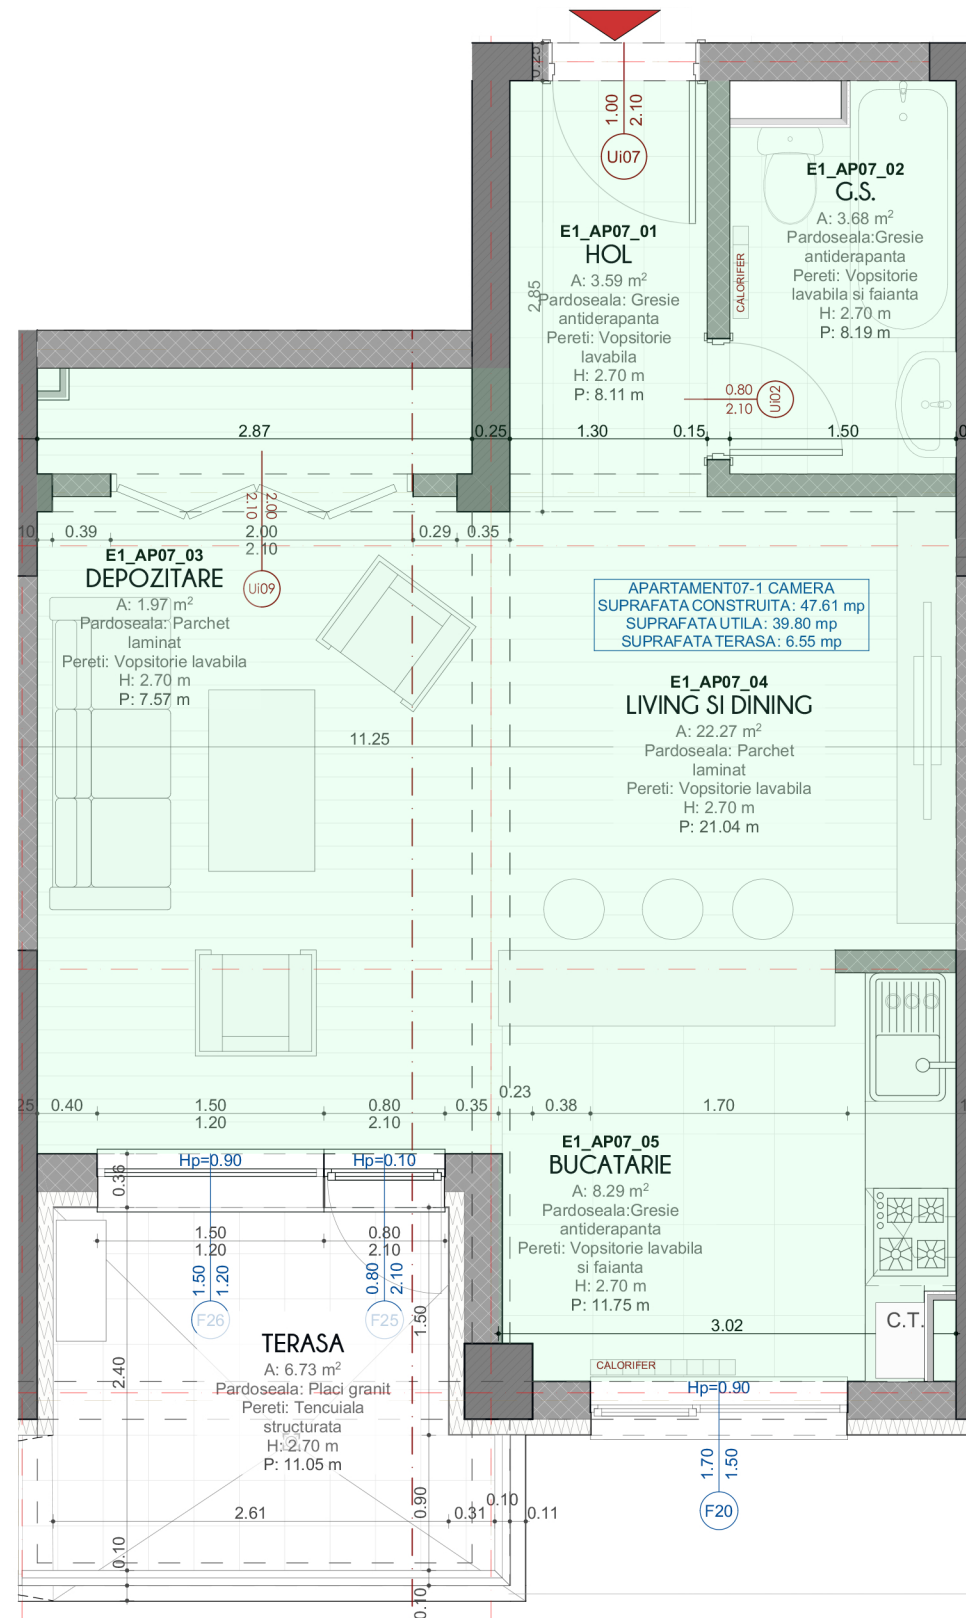 0.25
1.00
2.10
Ui07
E1_AP07_02
G.S.
A: 3.68 m²
Pardoseala:Gresie
antiderapanta
Pereti: Vopsitorie
lavabila si faianta
H: 2.70 m
P: 8.19 m
CALORIFER
E1_AP07_01
HOL
A: 3.59 m²
Pardoseala: Gresie
antiderapanta
Pereti: Vopsitorie
lavabila
H: 2.70 m
P: 8.11 m
2.85
0.80
2.10
Ui02
2.87
0.25
1.30
0.15
1.50
2.00
2.10
10
0.39
2.00
2.10
0.29
0.35
Ui09
E1_AP07_03
DEPOZITARE
A: 1.97 m²
Pardoseala: Parchet
laminat
Pereti: Vopsitorie lavabila
H: 2.70 m
P: 7.57 m
APARTAMENT07-1 CAMERA
SUPRAFATA CONSTRUITA: 47.61 mp
SUPRAFATA UTILA: 39.80 mp
SUPRAFATA TERASA: 6.55 mp
E1_AP07_04
LIVING SI DINING
A: 22.27 m²
Pardoseala: Parchet
laminat
Pereti: Vopsitorie lavabila
H: 2.70 m
P: 21.04 m
11.25
25
0.40
1.50
1.20
0.80
2.10
0.35
0.23
0.38
1.70
Hp=0.90
Hp=0.10
0.36
E1_AP07_05
BUCATARIE
A: 8.29 m²
Pardoseala:Gresie
antiderapanta
Pereti: Vopsitorie lavabila
si faianta
H: 2.70 m
P: 11.75 m
1.50
1.20
0.80
2.10
1.50
1.20
F26
0.80
2.10
F25
1.50
C.T.
3.02
TERASA
A: 6.73 m²
Pardoseala: Placi granit
Pereti: Tencuiala
structurata
H: 2.70 m
P: 11.05 m
2.40
CALORIFER
Hp=0.90
1.70
1.50
F20
2.61
0.90
0.31
0.10
0.11
0.10
0.10